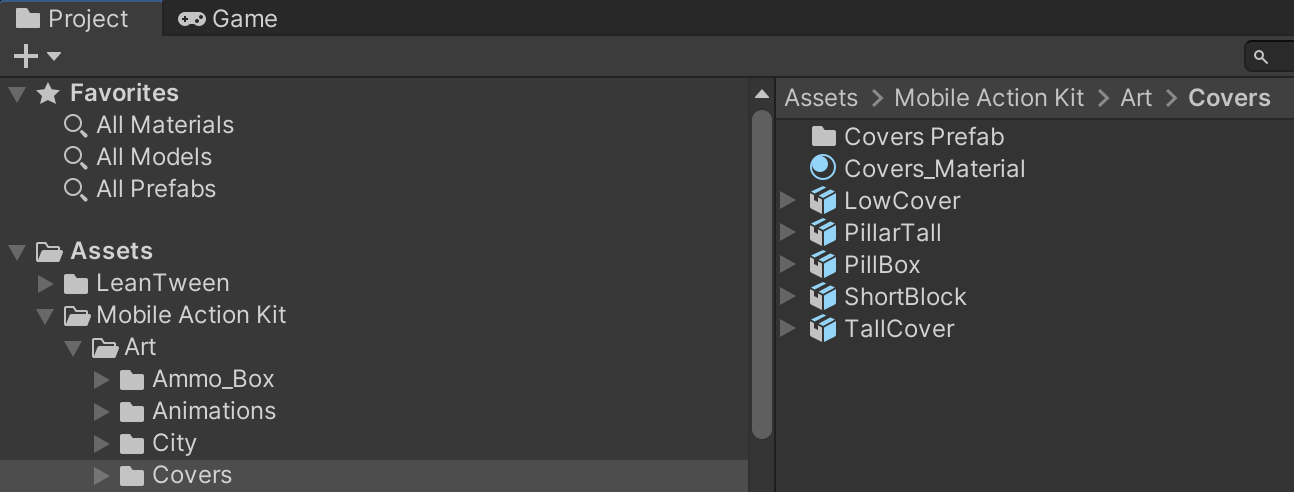 Project Game
Favorites
All Materials
All Models
All Prefabs
Assets
LeanTween
Mobile Action Kit
Art
Ammo_Box
Animations
City
Covers
Assets > Mobile Action Kit > Art > Covers
Covers Prefab
Covers_Material
LowCover
PillarTall
PillBox
ShortBlock
TallCover